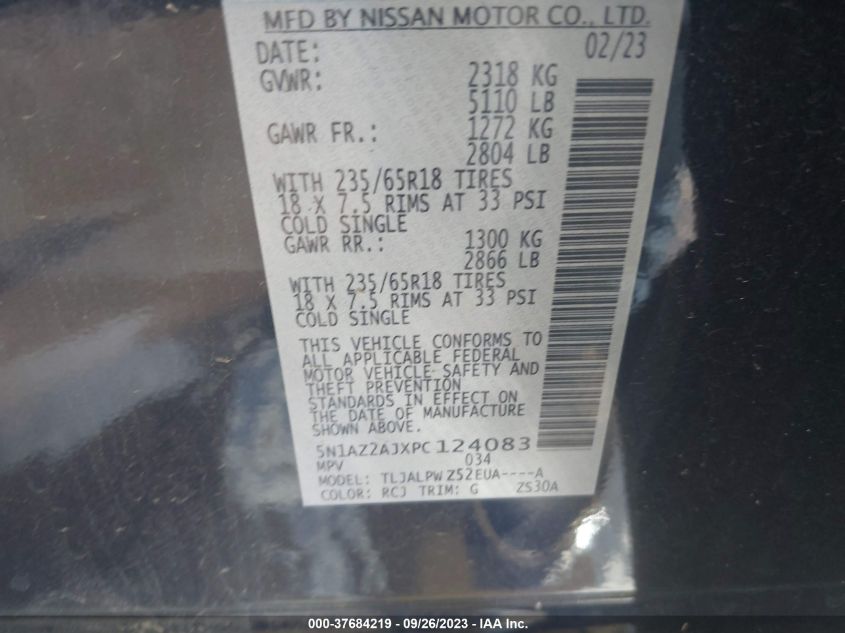 MFD BY NISSAN MOTOR CO., LTD.
DATE: 02/23
GVWR: 2318 KG
5110 LB
GAWR FR.: 1272 KG
2804 LB
WITH 235/65R18 TIRES
18 X 7.5 RIMS AT 33 PSI
COLD SINGLE
GAWR RR.: 1300 KG
2866 LB
WITH 235/65R18 TIRES
18 X 7.5 RIMS AT 33 PSI
COLD SINGLE
THIS VEHICLE CONFORMS TO
ALL APPLICABLE FEDERAL
MOTOR VEHICLE SAFETY AND
THEFT PREVENTION
STANDARDS IN EFFECT ON
THE DATE OF MANUFACTURE
SHOWN ABOVE.
5N1AZ2AJXPC124083
MPV 034
MODEL: TLJALPW Z52EUA----A
COLOR: RCJ TRIM: G ZS30A
000-37684219 - 09/26/2023 - IAA Inc.